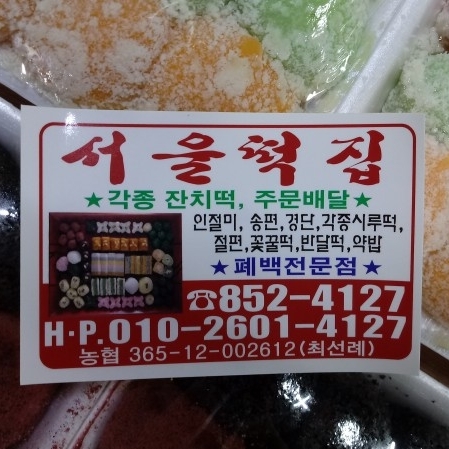 서울떡집
★각종 잔치떡, 주문배달★
인절미, 송편,경단,각종시루떡,
절편,꽃꿀떡,반달떡,약밥
★폐백전문점★
☎852-4127
H·P.010-2601-4127
농협 365-12-002612(최선례)